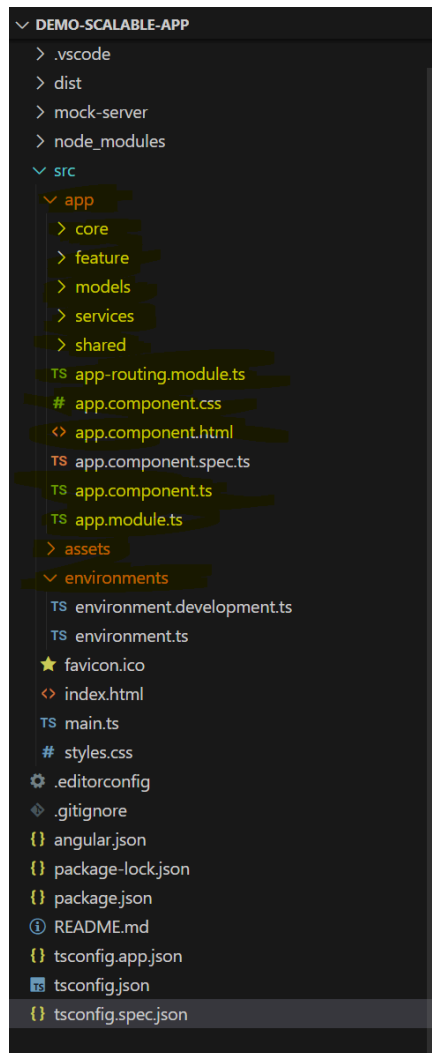 DEMO-SCALABLE-APP
.vscode
dist
mock-server
node_modules
src
app
core
feature
models
services
shared
TS app-routing.module.ts
# app.component.css
<> app.component.html
TS app.component.spec.ts
TS app.component.ts
TS app.module.ts
assets
environments
TS environment.development.ts
TS environment.ts
favicon.ico
<> index.html
TS main.ts
# styles.css
.editorconfig
.gitignore
{} angular.json
{} package-lock.json
{} package.json
README.md
{} tsconfig.app.json
TS tsconfig.json
{} tsconfig.spec.json